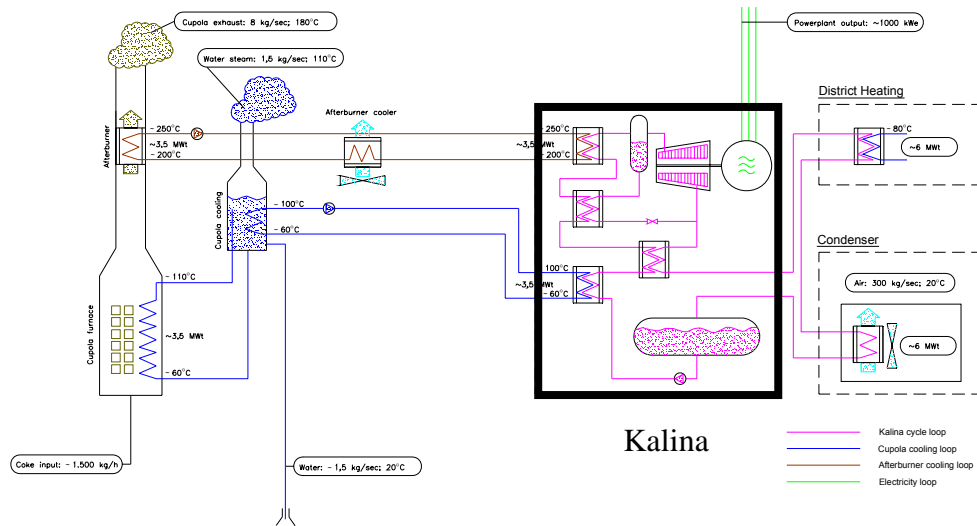 Cupola exhaust: 8 kg/sec; 180°C
Water steam: 1,5 kg/sec; 110°C
Afterburner cooler
Powerplant output: ~1000 kWe
District Heating
Afterburner
~250°C
~3,5 MWt
~200°C
~250°C
~3,5 MWt
~200°C
~80°C
~6 MWt
Cupola cooling
~100°C
~60°C
100°C
~3,5 MWt
~60°C
Condenser
Air: 300 kg/sec; 20°C
~6 MWt
Cupola furnace
~110°C
~3,5 MWt
~60°C
Kalina
Kalina cycle loop
Cupola cooling loop
Afterburner cooling loop
Electricity loop
Coke input: ~1.500 kg/h
Water: ~1,5 kg/sec; 20°C